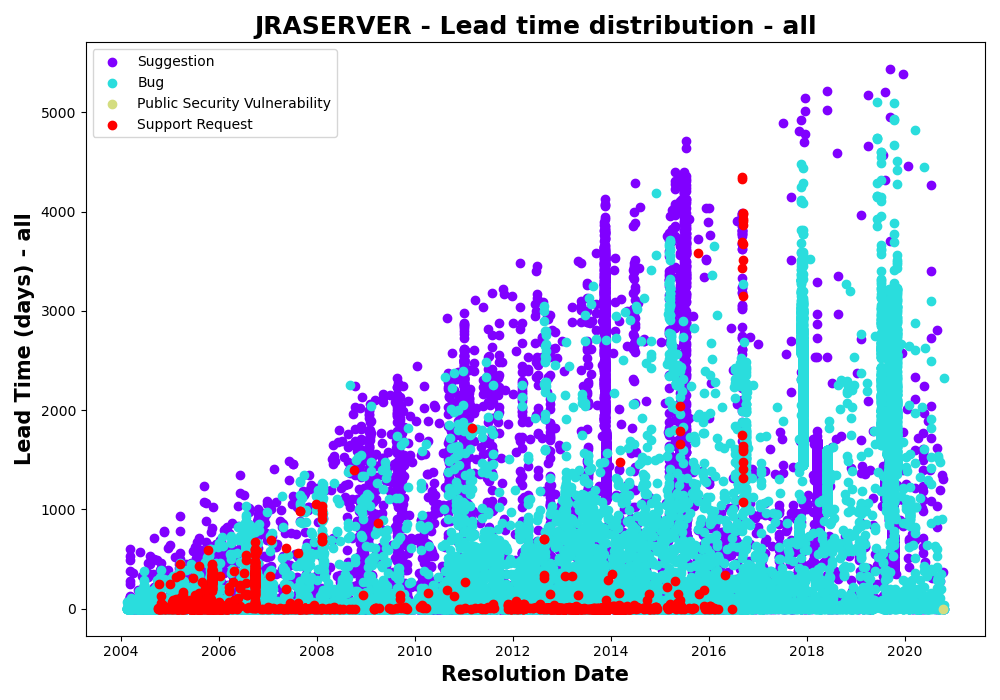 JRASERVER - Lead time distribution - all
Suggestion
Bug
Public Security Vulnerability
Support Request
Lead Time (days) - all
5000
4000
3000
2000
1000
0
2004 2006 2008 2010 2012 2014 2016 2018 2020
Resolution Date